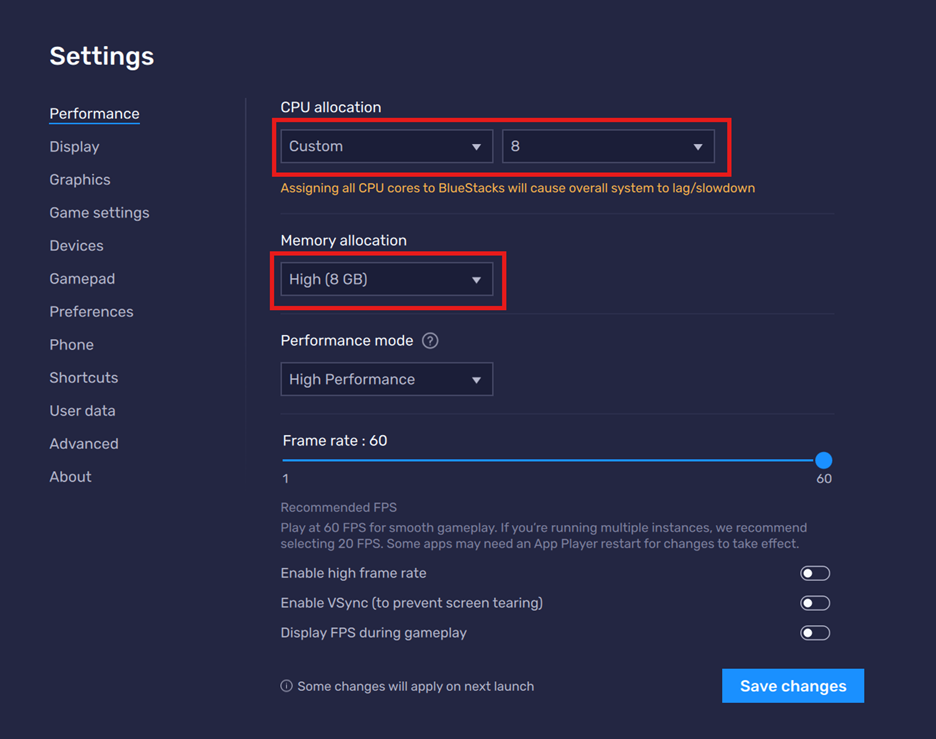 Settings
Performance
Display
Graphics
Game settings
Devices
Gamepad
Preferences
Phone
Shortcuts
User data
Advanced
About
CPU allocation
Custom
8
Assigning all CPU cores to BlueStacks will cause overall system to lag/slowdown
Memory allocation
High (8 GB)
Performance mode ?
High Performance
Frame rate : 60
1
60
Recommended FPS
Play at 60 FPS for smooth gameplay. If you're running multiple instances, we recommend
selecting 20 FPS. Some apps may need an App Player restart for changes to take effect.
Enable high frame rate
Enable VSync (to prevent screen tearing)
Display FPS during gameplay
Some changes will apply on next launch
Save changes